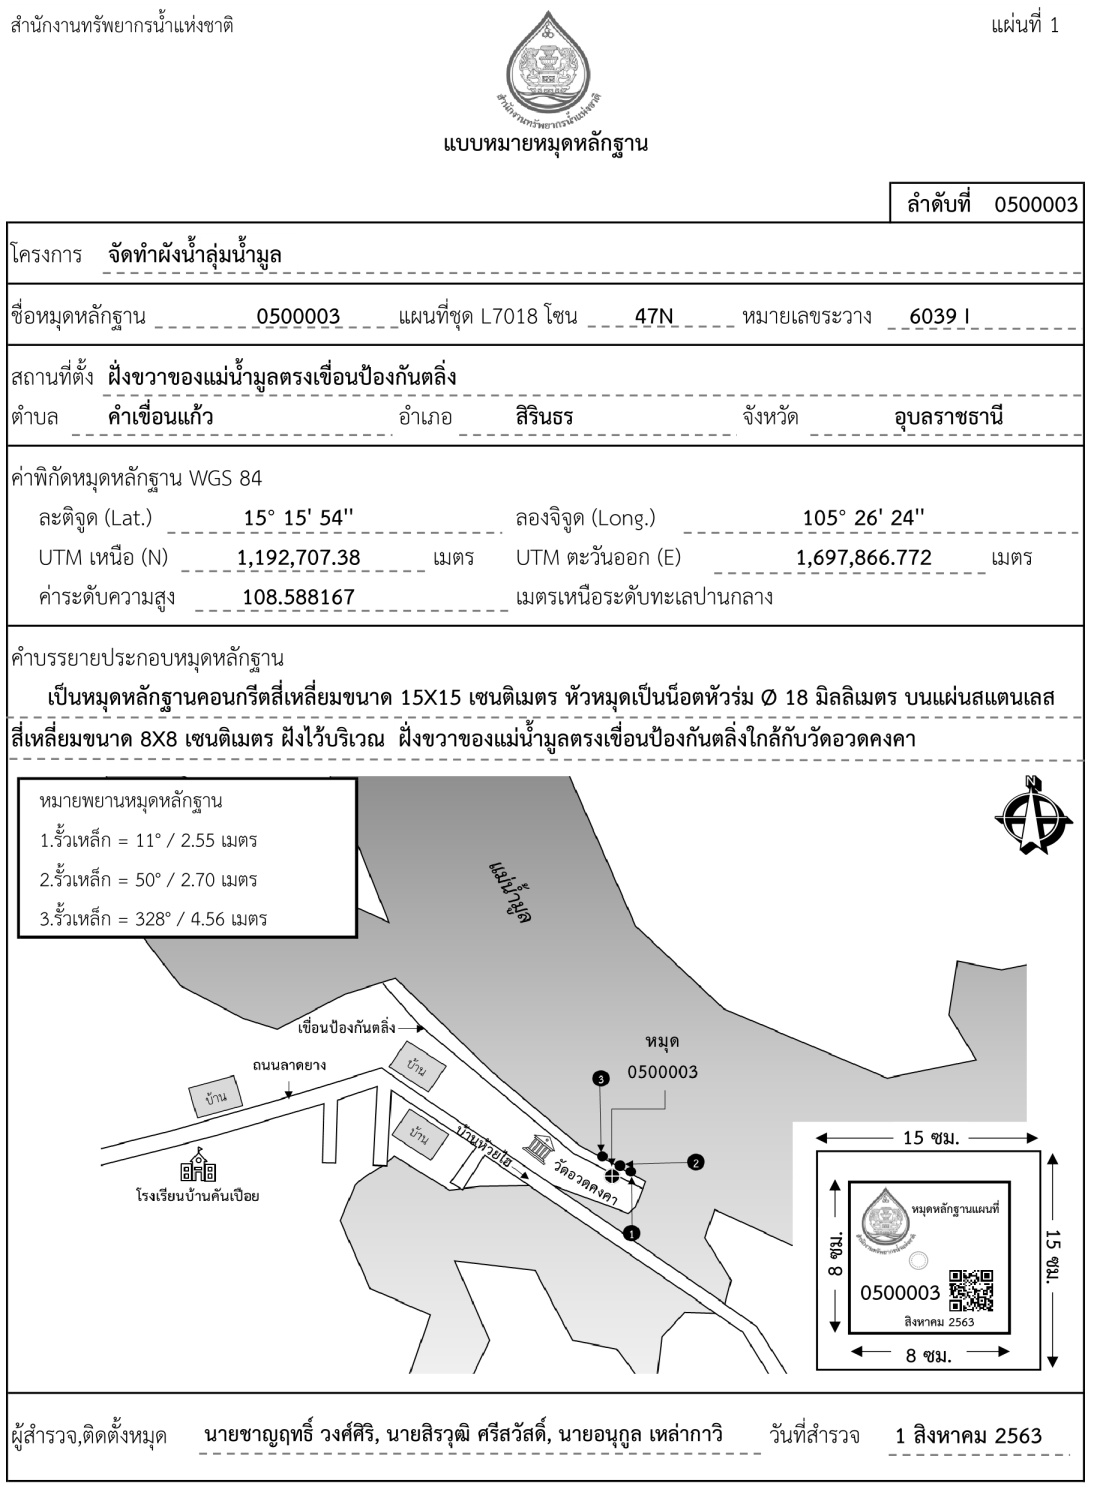 สำนักงานทรัพยากรน้ำแห่งชาติ
แผ่นที่ 1
สำนักงานทรัพยากรน้ำแห่งชาติ
แบบหมายหมุดหลักฐาน
ลำดับที่ 0500003
โครงการ จัดทำผังน้ำลุ่มน้ำมูล
ชื่อหมุดหลักฐาน 0500003 แผนที่ชุด L7018 โซน 47N หมายเลขระวาง 6039 I
สถานที่ตั้ง ฝั่งขวาของแม่น้ำมูลตรงเขื่อนป้องกันตลิ่ง
ตำบล คำเขื่อนแก้ว อำเภอ สิรินธร จังหวัด อุบลราชธานี
ค่าพิกัดหมุดหลักฐาน WGS 84
ละติจูด (Lat.) 15° 15' 54" ลองจิจูด (Long.) 105° 26' 24"
UTM เหนือ (N) 1,192,707.38 เมตร UTM ตะวันออก (E) 1,697,866.772 เมตร
ค่าระดับความสูง 108.588167 เมตรเหนือระดับทะเลปานกลาง
คำบรรยายประกอบหมุดหลักฐาน
เป็นหมุดหลักฐานคอนกรีตสี่เหลี่ยมขนาด 15X15 เซนติเมตร หัวหมุดเป็นน็อตหัวร่ม Ø 18 มิลลิเมตร บนแผ่นสแตนเลส
สี่เหลี่ยมขนาด 8X8 เซนติเมตร ฝังไว้บริเวณ ฝั่งขวาของแม่น้ำมูลตรงเขื่อนป้องกันตลิ่งใกล้กับวัดอวดคงคา
หมายพยานหมุดหลักฐาน
1.รั้วเหล็ก = 11° / 2.55 เมตร
2.รั้วเหล็ก = 50° / 2.70 เมตร
3.รั้วเหล็ก = 328° / 4.56 เมตร
N
แม่น้ำมูล
เขื่อนป้องกันตลิ่ง
หมุด
0500003
ถนนลาดยาง
บ้าน
บ้าน
บ้าน
3
2
1
บ้านห้วยไฮ
วัดอวดคงคา
โรงเรียนบ้านคันเปือย
15 ซม.
15 ซม.
8 ซม.
สำนักงานทรัพยากรน้ำแห่งชาติ
หมุดหลักฐานแผนที่
0500003
สิงหาคม 2563
8 ซม.
ผู้สำรวจ,ติดตั้งหมุด นายชาญฤทธิ์ วงศ์ศิริ, นายสิรวุฒิ ศรีสวัสดิ์, นายอนุกูล เหล่ากาวิ วันที่สำรวจ 1 สิงหาคม 2563